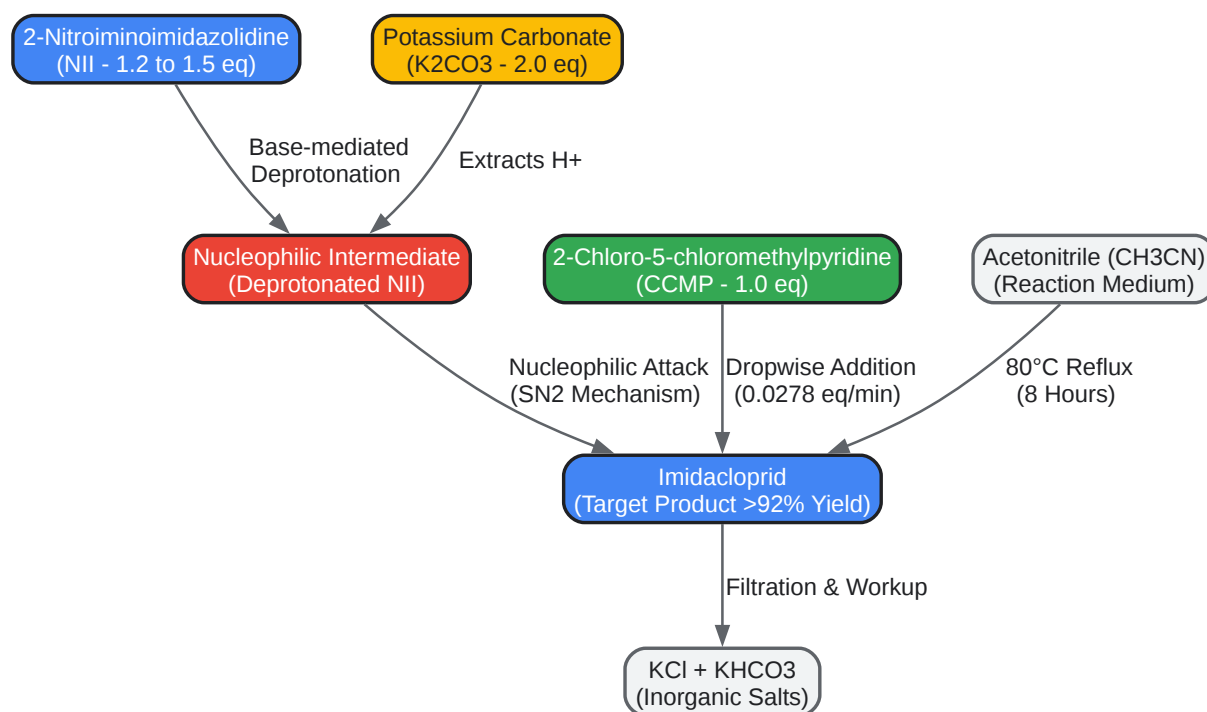 2-Nitroiminoimidazolidine
(NII - 1.2 to 1.5 eq)
Potassium Carbonate
(K2CO3 - 2.0 eq)
Base-mediated
Deprotonation
Extracts H+
Nucleophilic Intermediate
(Deprotonated NII)
2-Chloro-5-chloromethylpyridine
(CCMP - 1.0 eq)
Acetonitrile (CH3CN)
(Reaction Medium)
Nucleophilic Attack
(SN2 Mechanism)
Dropwise Addition
(0.0278 eq/min)
80°C Reflux
(8 Hours)
Imidacloprid
(Target Product >92% Yield)
Filtration & Workup
KCl + KHCO3
(Inorganic Salts)